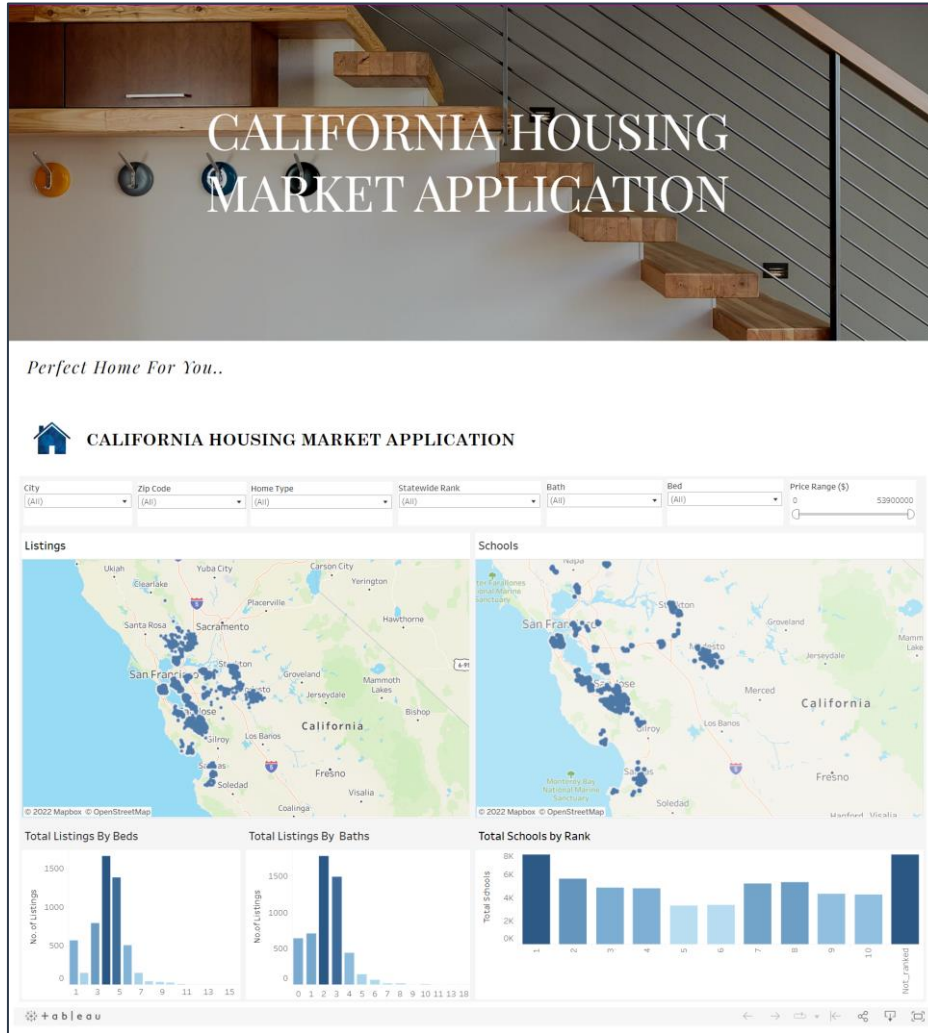 CALIFORNIA HOUSING
MARKET APPLICATION
Perfect Home For You..
CALIFORNIA HOUSING MARKET APPLICATION
City
(All)
Zip Code
(All)
Home Type
(All)
Statewide Rank
(All)
Bath
(All)
Bed
(All)
Price Range ($)
0 53900000
Listings
Ukiah
Yuba City
Carson City
Clearlake
Yerington
Placerville
Hawthorne
Santa Rosa
Sacramento
5
Groveland
Mammoth
Lakes
Jerseydale
Bishop
California
Gilroy
Los Banos
5
Fresno
Soledad
Visalia
Coalinga
© 2022 Mapbox © OpenStreetMap
Schools
Groveland
Jerseydale
Merced
California
Los Banos
Monterey Bay
National Marine
Sanctuary
Fresno
Soledad
Hanford Visalia
© 2022 Mapbox © OpenStreetMap
Total Listings By Beds
No. of Listings
1500
1000
500
0
1 3 5 7 9 11 13 15
Total Listings By Baths
No.of Listings
1500
1000
500
0
0 1 2 3 4 5 6 7 8 9 10 11 13 18
Total Schools by Rank
Total Schools
8K
6K
4K
2K
0K
1 2 3 4 5 6 7 8 9 10 Not_ranked
+ a b l e a u